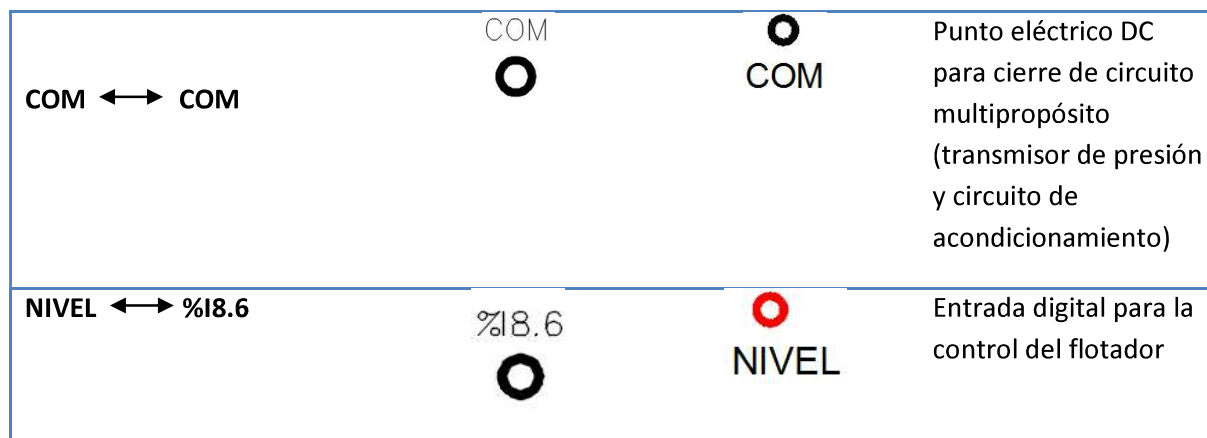 COM ⟷ COM
COM
COM
Punto eléctrico DC
para cierre de circuito
multipropósito
(transmisor de presión
y circuito de
acondicionamiento)
NIVEL ⟷ %I8.6
%I8.6
NIVEL
Entrada digital para la
control del flotador